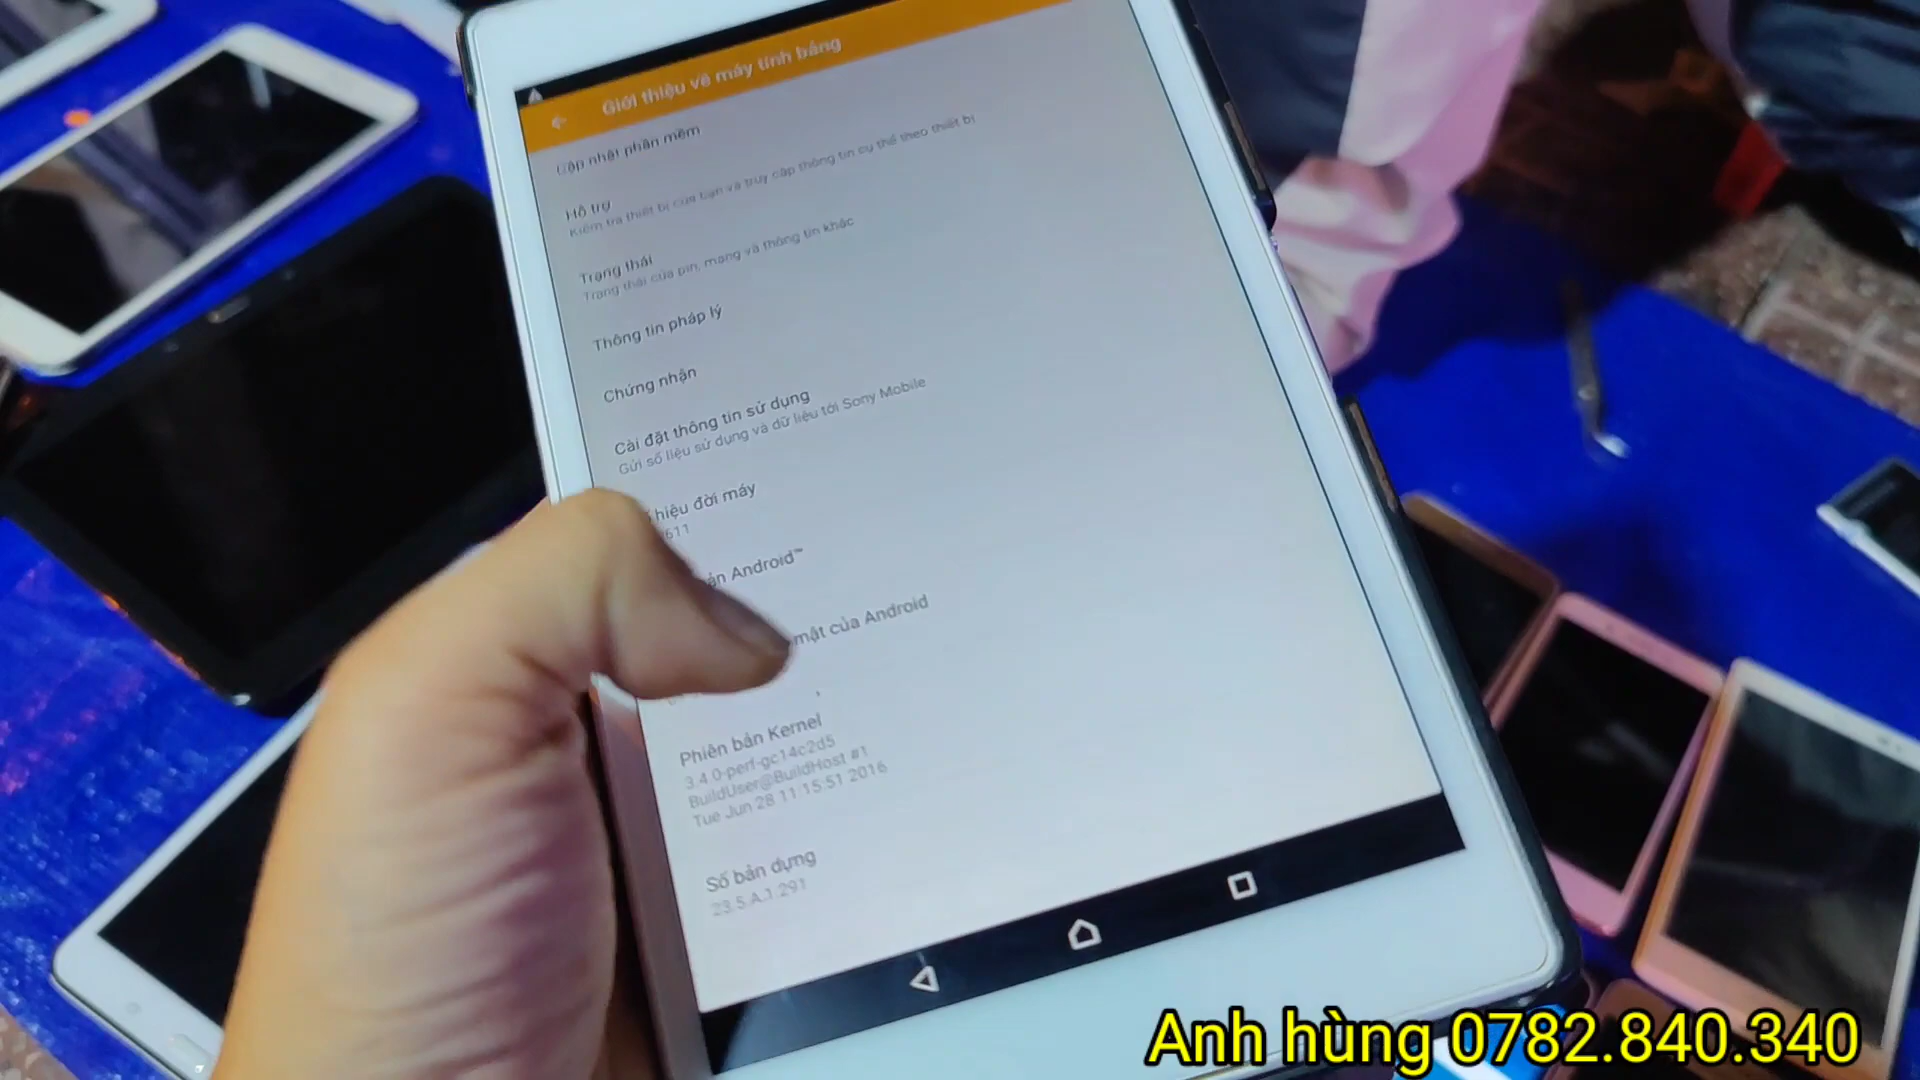 Giới thiệu về máy tính bảng
Cập nhật phần mềm
Hỗ trợ
Kiểm tra thiết bị của bạn và truy cập thông tin cụ thể theo thiết bị
Trạng thái
Trạng thái của pin, mạng và thông tin khác
Thông tin pháp lý
Chứng nhận
Cài đặt thông tin sử dụng
Gửi số liệu sử dụng và dữ liệu tới Sony Mobile
hiệu đời máy
611
Android™
mật của Android
Phiên bản Kernel
3.4.0-perf-gc14c2d5
BuildUser@BuildHost #1
Tue Jun 28 11:15:51 2016
Số bản dựng
23.5.A.1.291
Anh hùng 0782.840.340